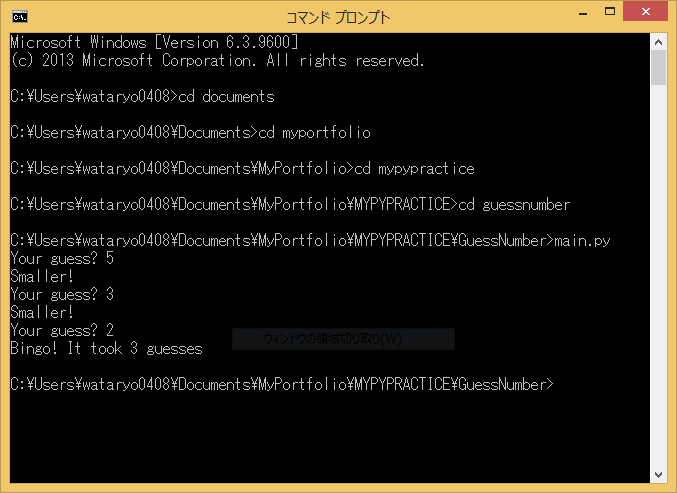 コマンド プロンプト
Microsoft Windows [Version 6.3.9600]
(c) 2013 Microsoft Corporation. All rights reserved.
C:¥Users¥wataryo0408>cd documents
C:¥Users¥wataryo0408¥Documents>cd myportfolio
C:¥Users¥wataryo0408¥Documents¥MyPortfolio>cd mypypractice
C:¥Users¥wataryo0408¥Documents¥MyPortfolio¥MYPYPRACTICE>cd guessnumber
C:¥Users¥wataryo0408¥Documents¥MyPortfolio¥MYPYPRACTICE¥GuessNumber>main.py
Your guess? 5
Smaller!
Your guess? 3
Smaller!
Your guess? 2
ウィンドウの領域切り取り(W)
Bingo! It took 3 guesses
C:¥Users¥wataryo0408¥Documents¥MyPortfolio¥MYPYPRACTICE¥GuessNumber>